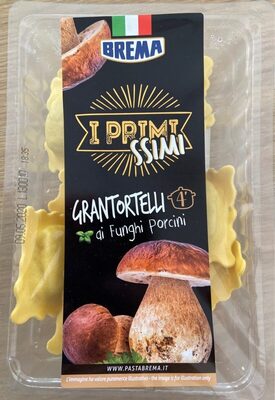 BREMA
I PRIMI
SSIMI
GRANTORTELLI 4'
ai Funghi Porcini
WWW.PASTABREMA.IT
L'immagine ha valore puramente illustrativo - the image is for illustration only